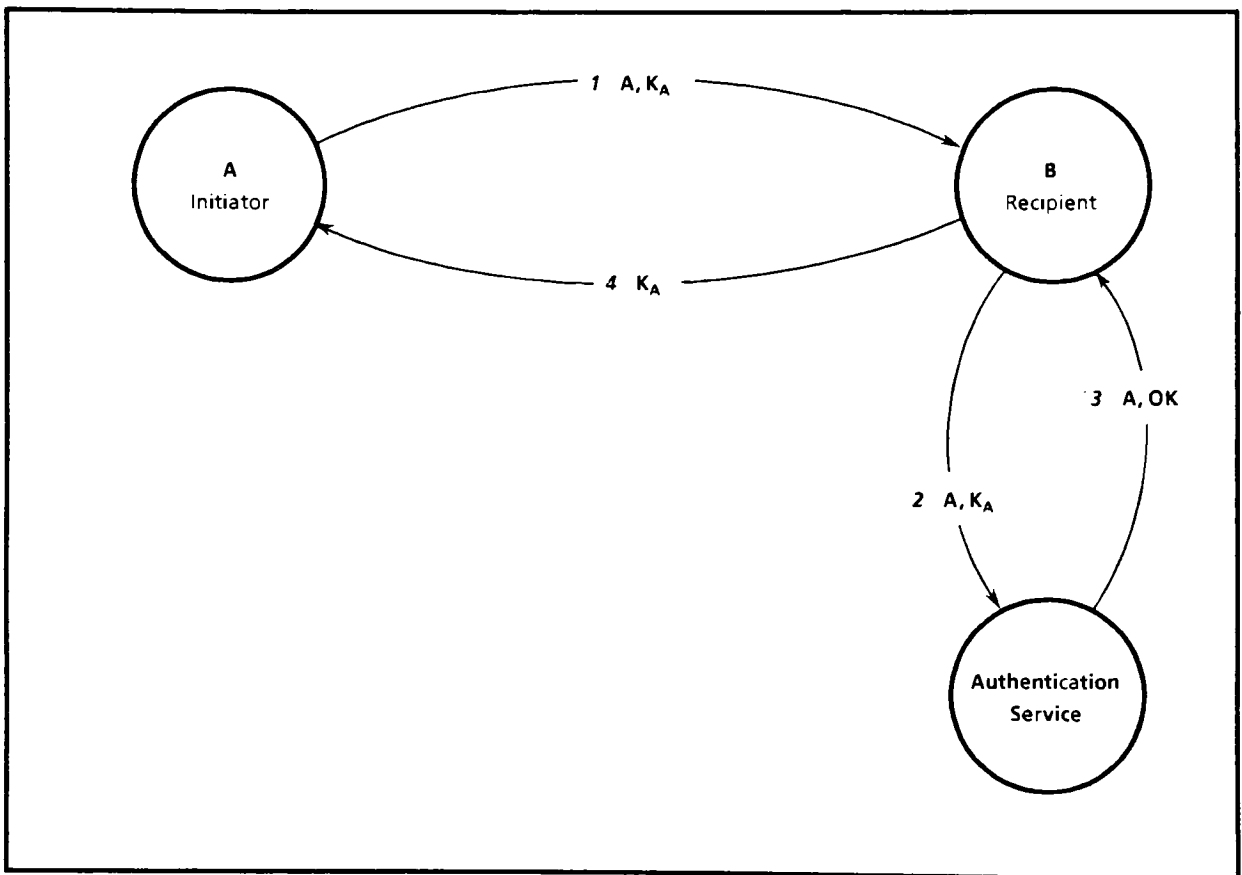 1 A, K_A
A
Initiator
B
Recipient
4 K_A
3 A, OK
2 A, K_A
Authentication
Service